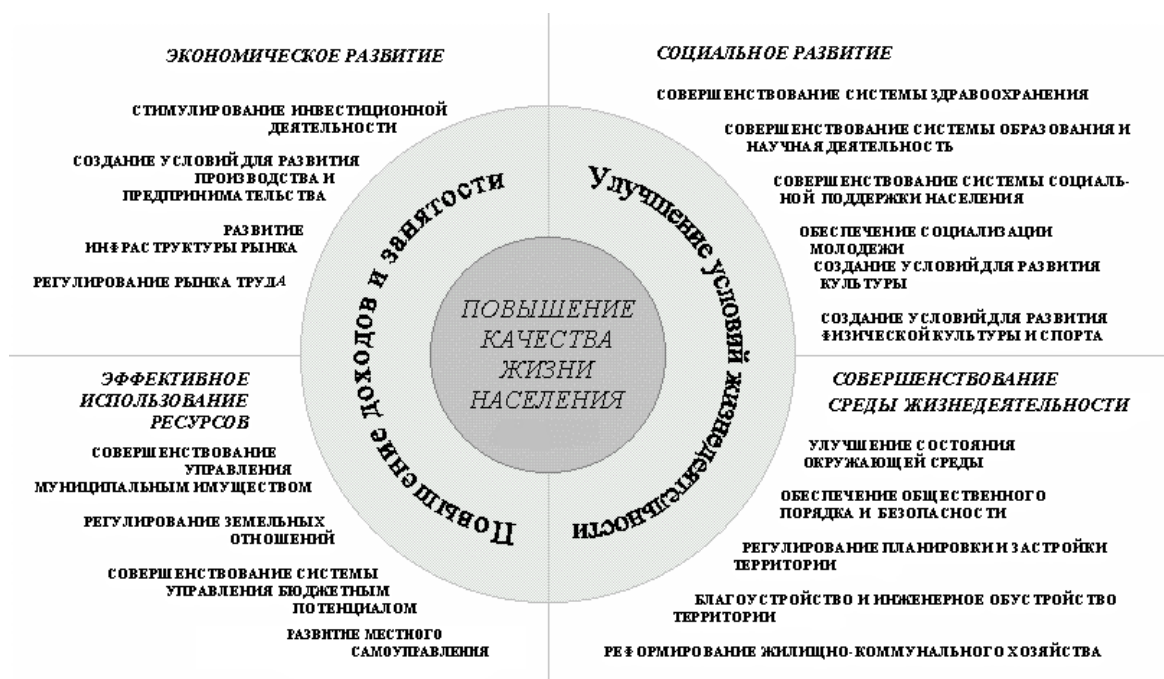 ЭКОНОМИЧЕСКОЕ РАЗВИТИЕ
СТИМУЛИРОВАНИЕ ИНВЕСТИЦИОННОЙ
ДЕЯТЕЛЬНОСТИ
СОЗДАНИЕ УСЛОВИЙ ДЛЯ РАЗВИТИЯ
ПРОИЗВОДСТВА И
ПРЕДПРИНИМАТЕЛЬСТВА
РАЗВИТИЕ
ИНФРАСТРУКТУРЫ РЫНКА
РЕГУЛИРОВАНИЕ РЫНКА ТРУДА
СОЦИАЛЬНОЕ РАЗВИТИЕ
СОВЕРШЕНСТВОВАНИЕ СИСТЕМЫ ЗДРАВООХРАНЕНИЯ
СОВЕРШЕНСТВОВАНИЕ СИСТЕМЫ ОБРАЗОВАНИЯ И
НАУЧНАЯ ДЕЯТЕЛЬНОСТЬ
СОВЕРШЕНСТВОВАНИЕ СИСТЕМЫ СОЦИАЛЬ-
НОЙ ПОДДЕРЖКИ НАСЕЛЕНИЯ
ОБЕСПЕЧЕНИЕ СОЦИАЛИЗАЦИИ
МОЛОДЕЖИ
СОЗДАНИЕ УСЛОВИЙ ДЛЯ РАЗВИТИЯ
КУЛЬТУРЫ
СОЗДАНИЕ УСЛОВИЙ ДЛЯ РАЗВИТИЯ
ФИЗИЧЕСКОЙ КУЛЬТУРЫ И СПОРТА
Повышение доходов и занятости
Улучшение условий жизнедеятельности
ПОВЫШЕНИЕ
КАЧЕСТВА
ЖИЗНИ
НАСЕЛЕНИЯ
ЭФФЕКТИВНОЕ
ИСПОЛЬЗОВАНИЕ
РЕСУРСОВ
СОВЕРШЕНСТВОВАНИЕ
УПРАВЛЕНИЯ
МУНИЦИПАЛЬНЫМ ИМУЩЕСТВОМ
РЕГУЛИРОВАНИЕ ЗЕМЕЛЬНЫХ
ОТНОШЕНИЙ
СОВЕРШЕНСТВОВАНИЕ СИСТЕМЫ
УПРАВЛЕНИЯ БЮДЖЕТНЫМ
ПОТЕНЦИАЛОМ
РАЗВИТИЕ МЕСТНОГО
САМОУПРАВЛЕНИЯ
СОВЕРШЕНСТВОВАНИЕ
СРЕДЫ ЖИЗНЕДЕЯТЕЛЬНОСТИ
УЛУЧШЕНИЕ СОСТОЯНИЯ
ОКРУЖАЮЩЕЙ СРЕДЫ
ОБЕСПЕЧЕНИЕ ОБЩЕСТВЕННОГО
ПОРЯДКА И БЕЗОПАСНОСТИ
РЕГУЛИРОВАНИЕ ПЛАНИРОВКИ И ЗАСТРОЙКИ
ТЕРРИТОРИИ
БЛАГОУСТРОЙСТВО И ИНЖЕНЕРНОЕ ОБУСТРОЙСТВО
ТЕРРИТОРИИ
РЕФОРМИРОВАНИЕ ЖИЛИЩНО-КОММУНАЛЬНОГО ХОЗЯЙСТВА